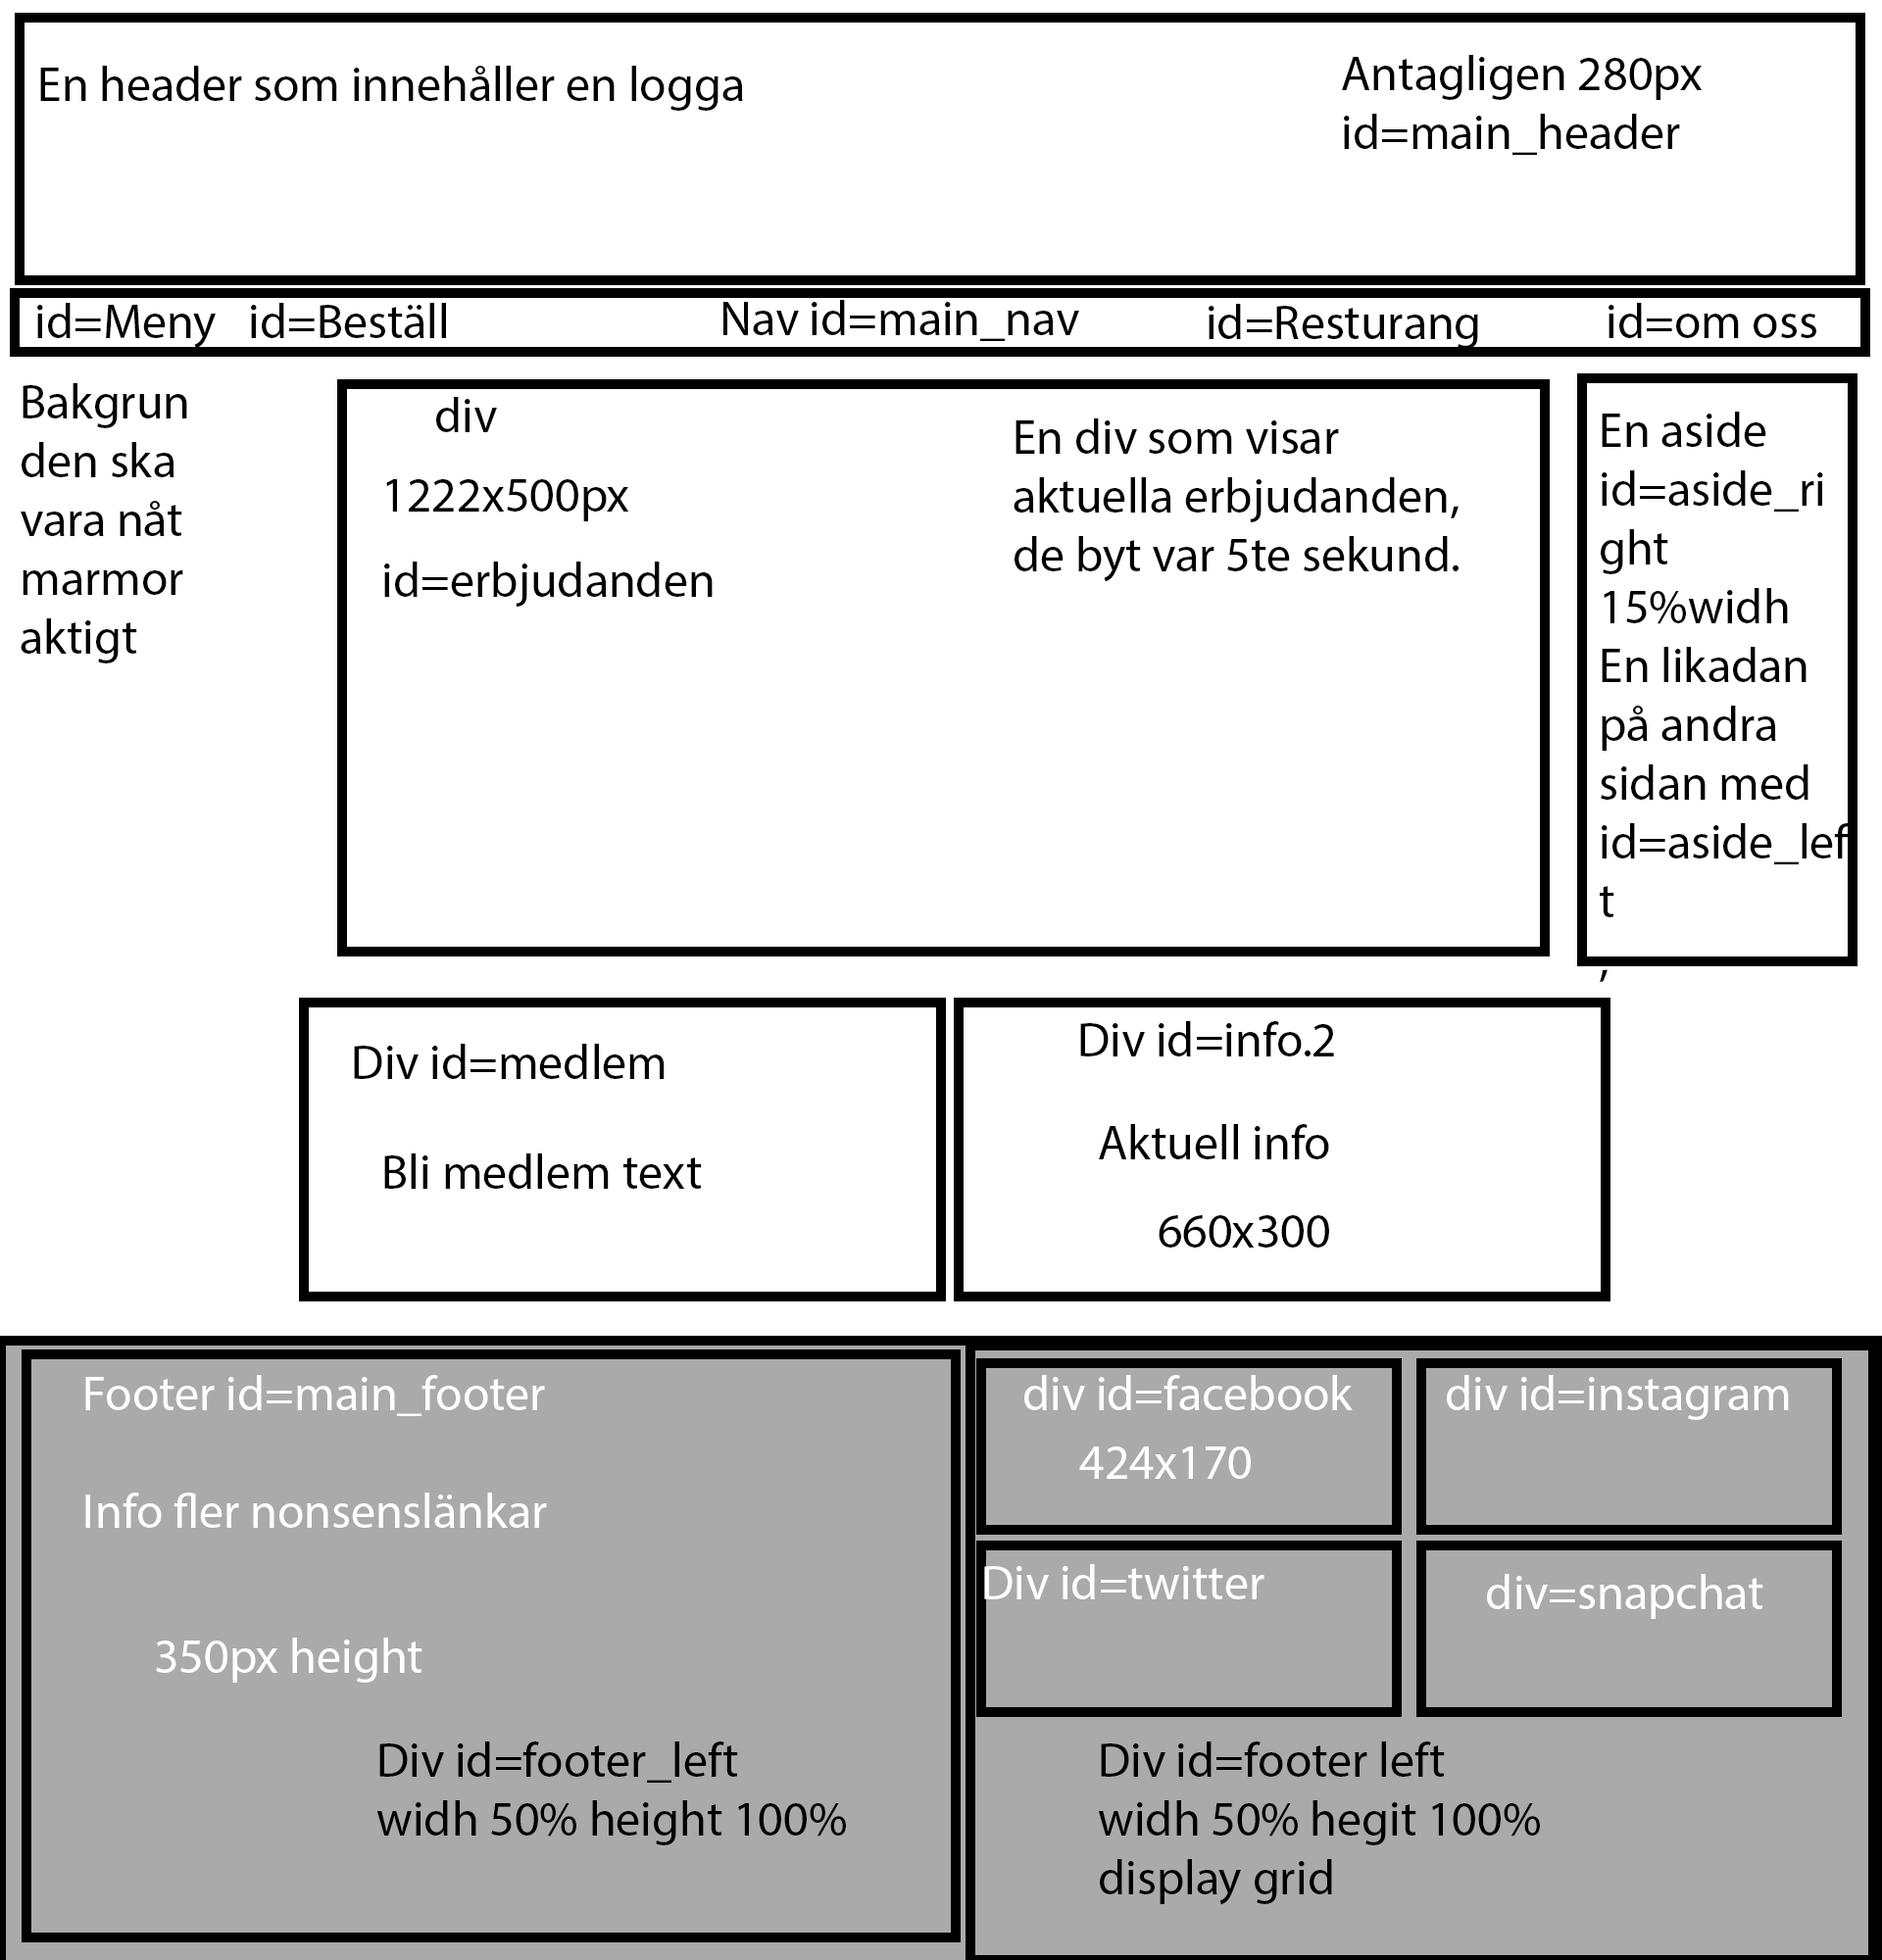 En header som innehåller en logga
Antagligen 280px
id=main_header
id=Meny
id=Beställ
Nav id=main_nav
id=Resturang
id=om oss
Bakgrun
den ska
vara nåt
marmor
aktigt
div
1222x500px
id=erbjudanden
En div som visar
aktuella erbjudanden,
de byt var 5te sekund.
En aside
id=aside_ri
ght
15%widh
En likadan
på andra
sidan med
id=aside_lef
t
,
Div id=medlem
Bli medlem text
Div id=info.2
Aktuell info
660x300
Footer id=main_footer
Info fler nonsenslänkar
350px height
Div id=footer_left
widh 50% height 100%
div id=facebook
424x170
div id=instagram
Div id=twitter
div=snapchat
Div id=footer left
widh 50% hegit 100%
display grid